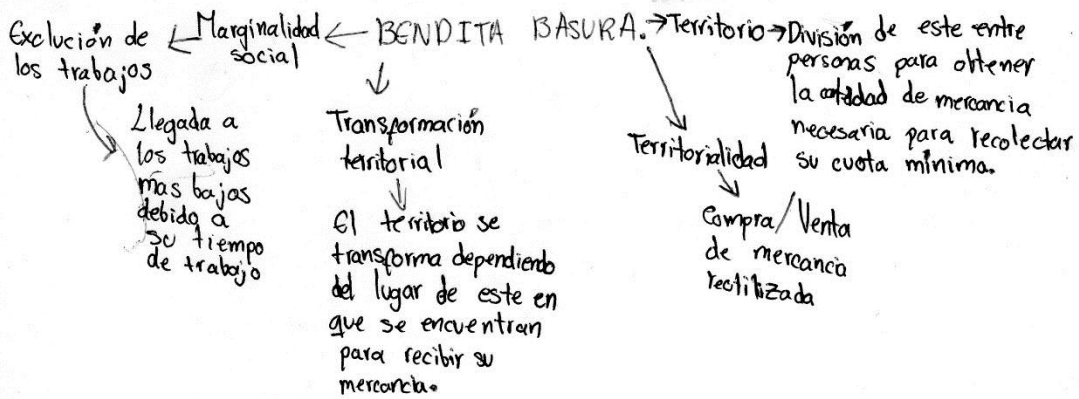 BENDITA BASURA.
Marginalidad
social
Exclución de
los trabajos
Llegada a
los trabajos
mas bajos
debido a
su tiempo
de trabajo
Transformación
territorial
El territorio se
transforma dependiendo
del lugar de este en
que se encuentran
para recibir su
mercancia.
Territorialidad
Compra/Venta
de mercancia
reutilizada
Territorio
División de este entre
personas para obtener
la cantidad de mercancia
necesaria para recolectar
su cuota mínima.